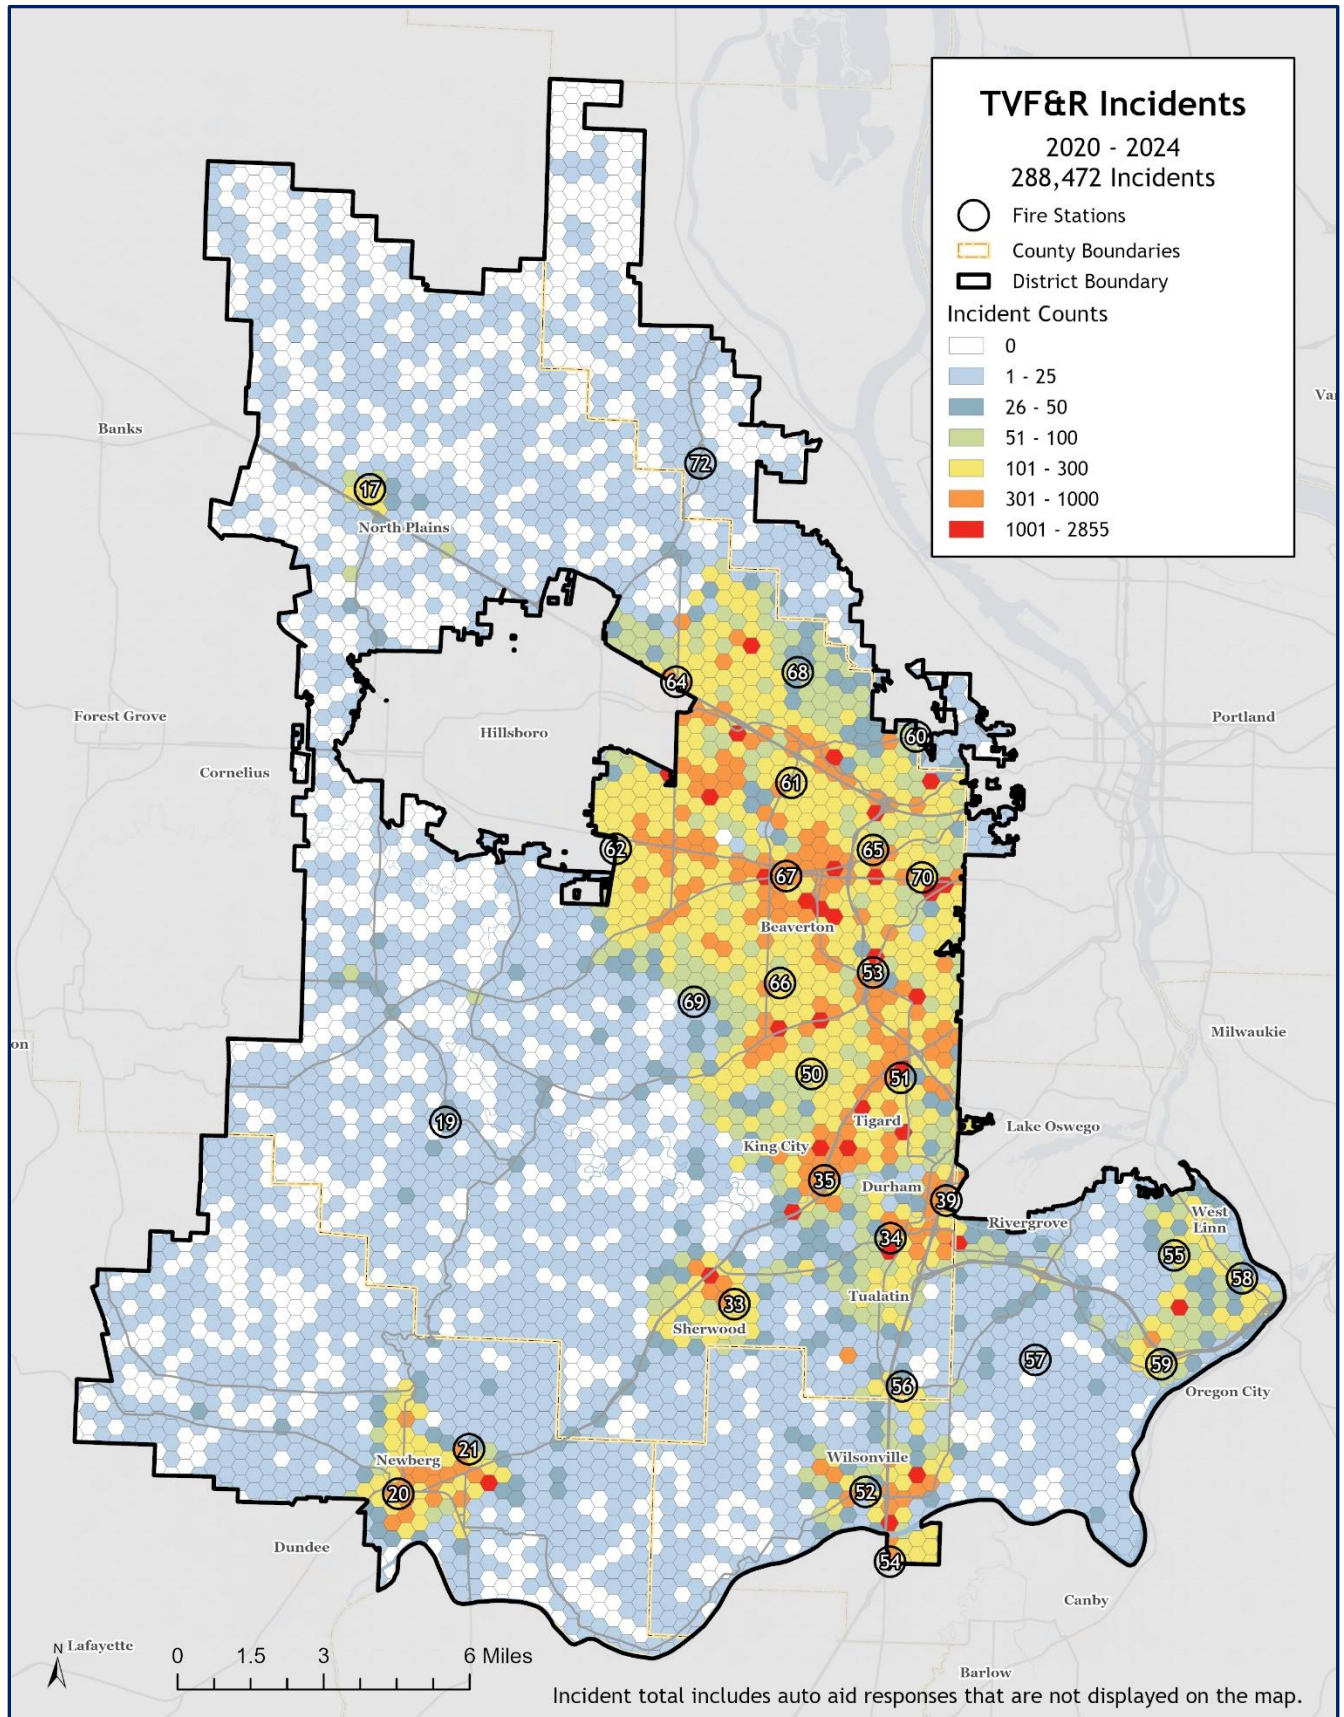 TVF&R Incidents
2020 - 2024
288,472 Incidents
Fire Stations
County Boundaries
District Boundary
Incident Counts
0
1 - 25
26 - 50
51 - 100
101 - 300
301 - 1000
1001 - 2855
Va
Banks
72
17
North Plains
68
64
Forest Grove
Portland
Hillsboro
60
Cornelius
61
62
65
67
70
Beaverton
53
66
69
Milwaukie
on
50
51
19
Tigard
Lake Oswego
King City
35
Durham
39
West
Linn
Rivergrove
34
55
58
Tualatin
33
Sherwood
57
59
56
Oregon City
21
Newberg
Wilsonville
20
52
Dundee
54
Canby
N
Lafayette
0 1.5 3 6 Miles
Barlow
Incident total includes auto aid responses that are not displayed on the map.